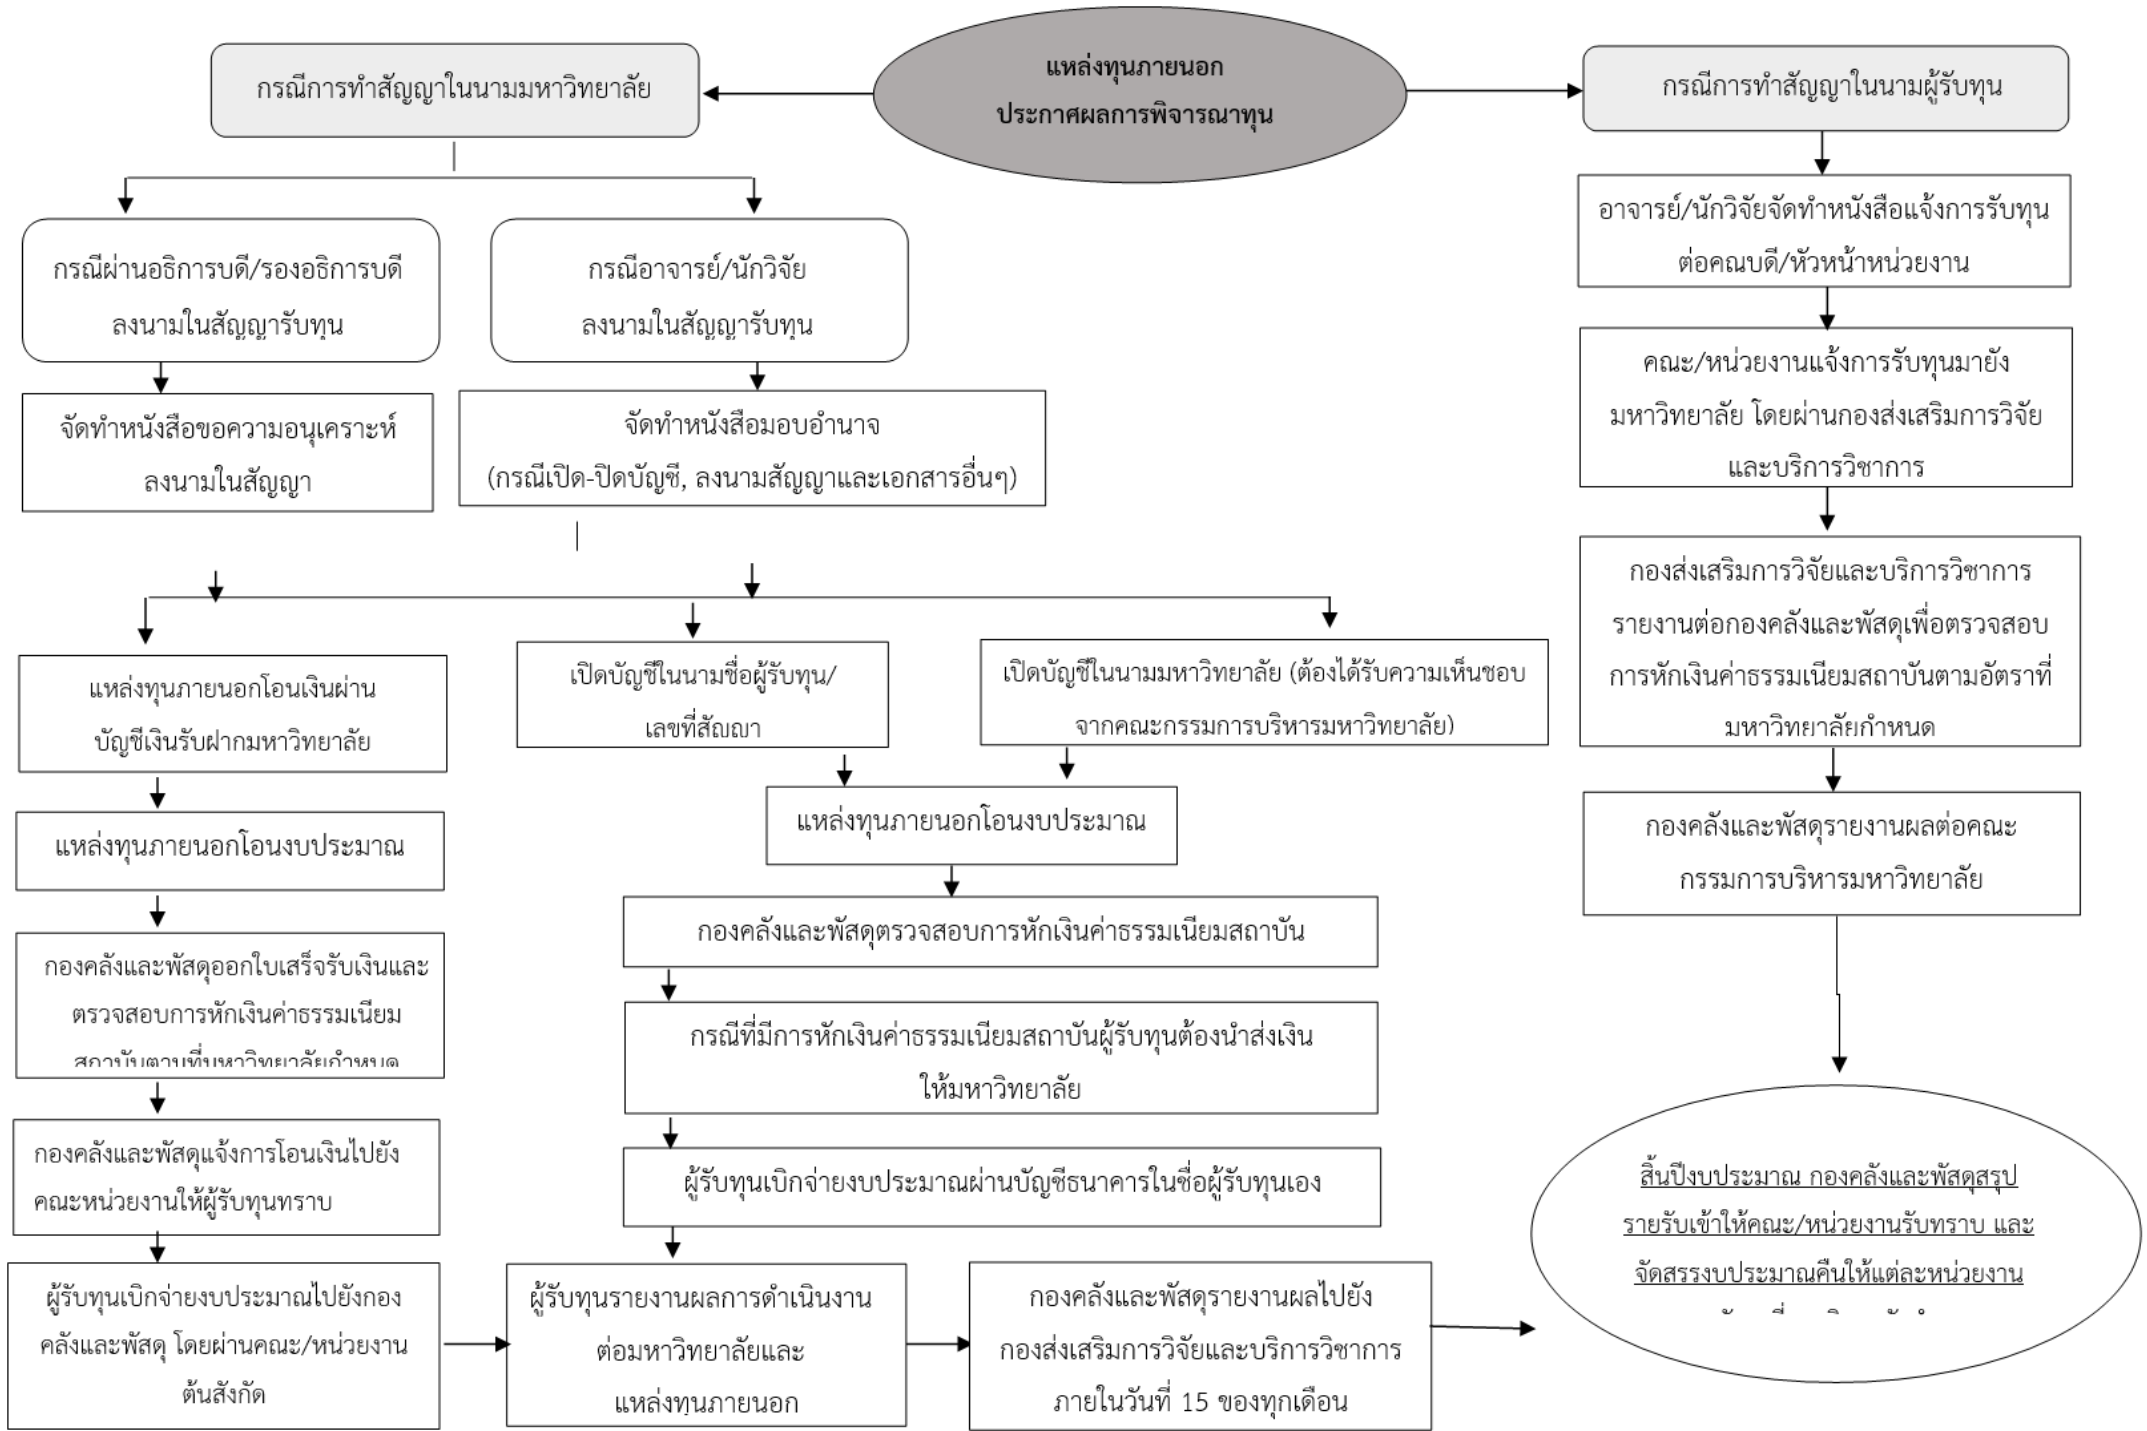 แหล่งทุนภายนอก
ประกาศผลการพิจารณาทุน
กรณีการทำสัญญาในนามมหาวิทยาลัย
กรณีการทำสัญญาในนามผู้รับทุน
กรณีผ่านอธิการบดี/รองอธิการบดี
ลงนามในสัญญารับทุน
กรณีอาจารย์/นักวิจัย
ลงนามในสัญญารับทุน
จัดทำหนังสือขอความอนุเคราะห์
ลงนามในสัญญา
จัดทำหนังสือมอบอำนาจ
(กรณีเปิด-ปิดบัญชี, ลงนามสัญญาและเอกสารอื่นๆ)
แหล่งทุนภายนอกโอนเงินผ่าน
บัญชีเงินรับฝากมหาวิทยาลัย
แหล่งทุนภายนอกโอนงบประมาณ
กองคลังและพัสดุออกใบเสร็จรับเงินและ
ตรวจสอบการหักเงินค่าธรรมเนียม
สถาบันตามที่มหาวิทยาลัยกำหนด
กองคลังและพัสดุแจ้งการโอนเงินไปยัง
คณะหน่วยงานให้ผู้รับทุนทราบ
ผู้รับทุนเบิกจ่ายงบประมาณไปยังกอง
คลังและพัสดุ โดยผ่านคณะ/หน่วยงาน
ต้นสังกัด
เปิดบัญชีในนามชื่อผู้รับทุน/
เลขที่สัญญา
เปิดบัญชีในนามมหาวิทยาลัย (ต้องได้รับความเห็นชอบ
จากคณะกรรมการบริหารมหาวิทยาลัย)
แหล่งทุนภายนอกโอนงบประมาณ
กองคลังและพัสดุตรวจสอบการหักเงินค่าธรรมเนียมสถาบัน
กรณีที่มีการหักเงินค่าธรรมเนียมสถาบันผู้รับทุนต้องนำส่งเงิน
ให้มหาวิทยาลัย
ผู้รับทุนเบิกจ่ายงบประมาณผ่านบัญชีธนาคารในชื่อผู้รับทุนเอง
ผู้รับทุนรายงานผลการดำเนินงาน
ต่อมหาวิทยาลัยและ
แหล่งทุนภายนอก
กองคลังและพัสดุรายงานผลไปยัง
กองส่งเสริมการวิจัยและบริการวิชาการ
ภายในวันที่ 15 ของทุกเดือน
อาจารย์/นักวิจัยจัดทำหนังสือแจ้งการรับทุน
ต่อคณบดี/หัวหน้าหน่วยงาน
คณะ/หน่วยงานแจ้งการรับทุนมายัง
มหาวิทยาลัย โดยผ่านกองส่งเสริมการวิจัย
และบริการวิชาการ
กองส่งเสริมการวิจัยและบริการวิชาการ
รายงานต่อกองคลังและพัสดุเพื่อตรวจสอบ
การหักเงินค่าธรรมเนียมสถาบันตามอัตราที่
มหาวิทยาลัยกำหนด
กองคลังและพัสดุรายงานผลต่อคณะ
กรรมการบริหารมหาวิทยาลัย
สิ้นปีงบประมาณ กองคลังและพัสดุสรุป
รายรับเข้าให้คณะ/หน่วยงานรับทราบ และ
จัดสรรงบประมาณคืนให้แต่ละหน่วยงาน